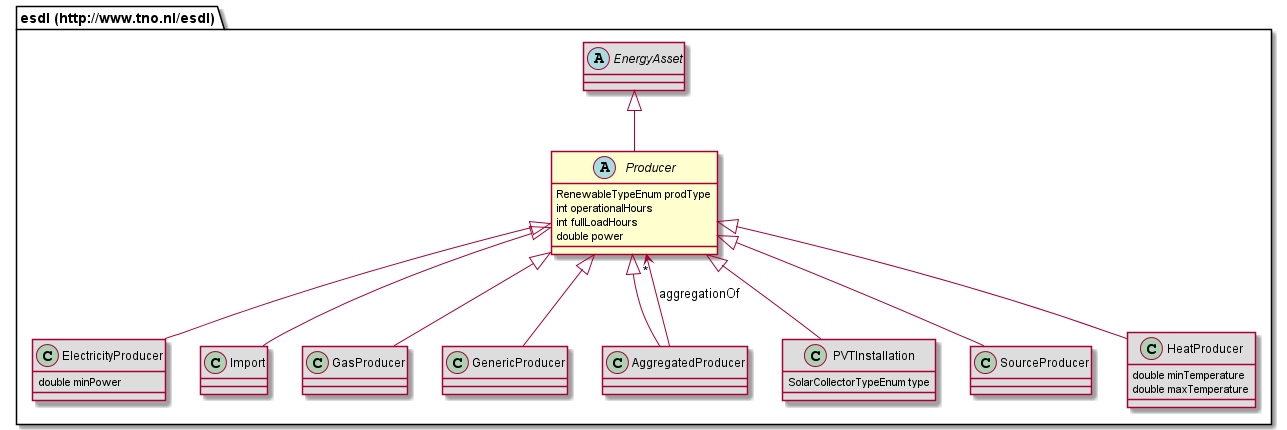 esdl (http://www.tno.nl/esdl)
A EnergyAsset
A Producer
RenewableTypeEnum prodType
int operationalHours
int fullLoadHours
double power
*
aggregationOf
C ElectricityProducer
double minPower
C Import
C GasProducer
C GenericProducer
C AggregatedProducer
C PVTInstallation
SolarCollectorTypeEnum type
C SourceProducer
C HeatProducer
double minTemperature
double maxTemperature